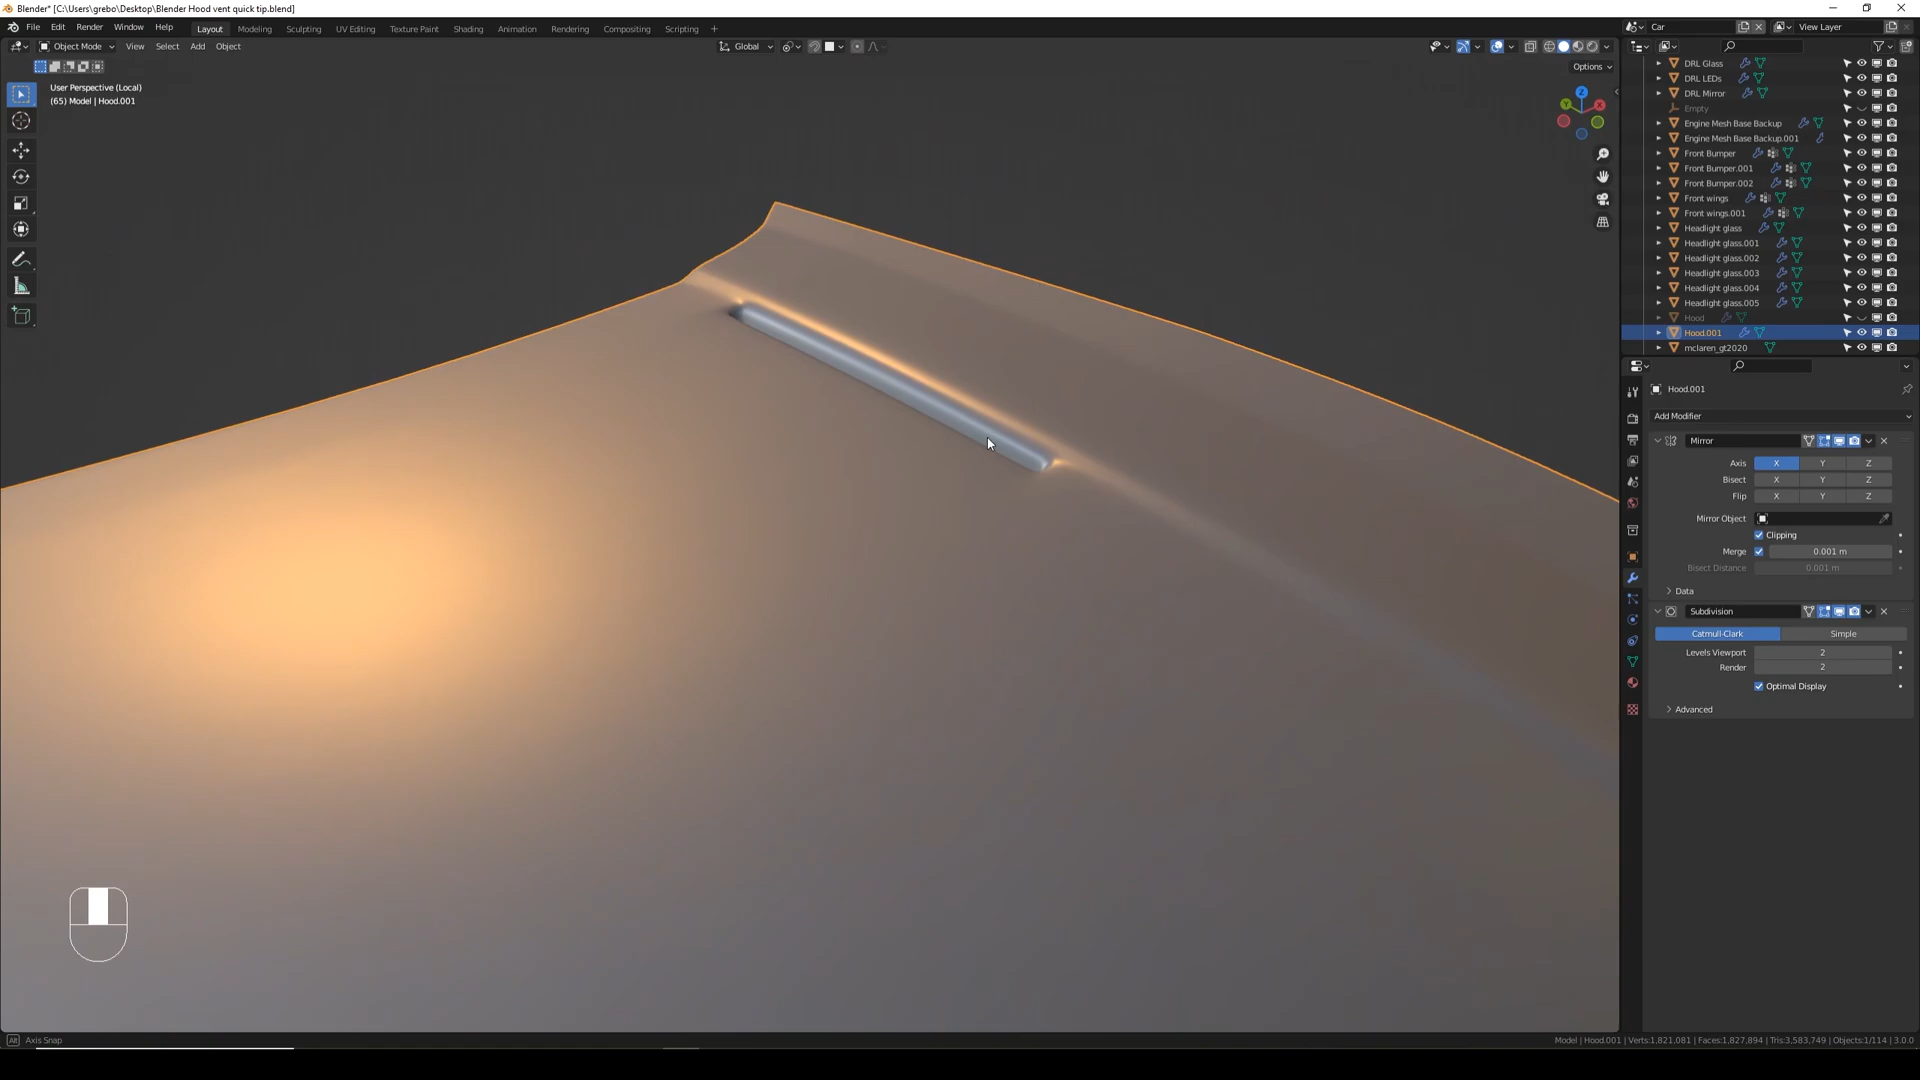 Blender* [C:\Users\grebo\Desktop\Blender Hood vent quick tip.blend]
File Edit Render Window Help Layout Modeling Sculpting UV Editing Texture Paint Shading Animation Rendering Compositing Scripting + Car View Layer
Object Mode View Select Add Object Global
Options
User Perspective (Local)
(65) Model | Hood.001
Z
Y
X
DRL Glass
DRL LEDs
DRL Mirror
Empty
Engine Mesh Base Backup
Engine Mesh Base Backup.001
Front Bumper
Front Bumper.001
Front Bumper.002
Front wings
Front wings.001
Headlight glass
Headlight glass.001
Headlight glass.002
Headlight glass.003
Headlight glass.004
Headlight glass.005
Hood
Hood.001
mclaren_gt2020
Hood.001
Add Modifier
Mirror
Axis X Y Z
Bisect X Y Z
Flip X Y Z
Mirror Object
Clipping
Merge 0.001 m
Bisect Distance 0.001 m
Data
Subdivision
Catmull-Clark Simple
Levels Viewport 2
Render 2
Optimal Display
Advanced
Alt Axis Snap
Model | Hood.001 | Verts:1,821,081 | Faces:1,827,894 | Tris:3,583,749 | Objects:1/114 | 3.0.0